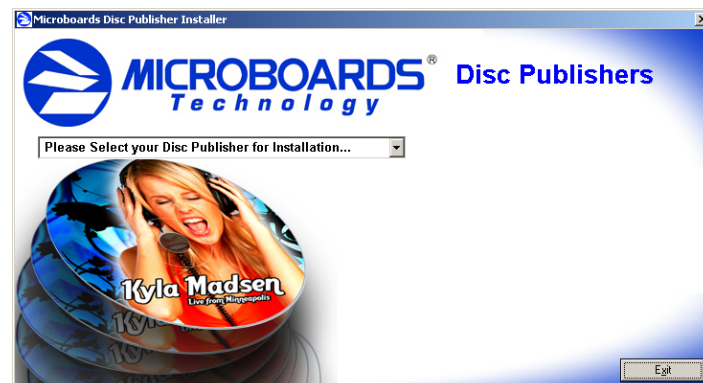 Microboards Disc Publisher Installer
MICROBOARDS®
Technology
Disc Publishers
Please Select your Disc Publisher for Installation...
Kyla Madsen
Live from Minneapolis
Kyla
Exit